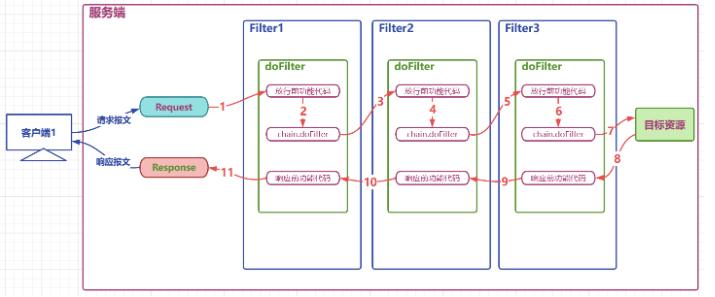 服务端
Filter1
Filter2
Filter3
doFilter
doFilter
doFilter
放行前功能代码
放行前功能代码
放行前功能代码
Request
1
3
5
2
4
6
请求报文
客户端1
chain.doFilter
chain.doFilter
chain.doFilter
7
目标资源
8
响应报文
Response
11
响应前功能代码
10
响应前功能代码
9
响应前功能代码